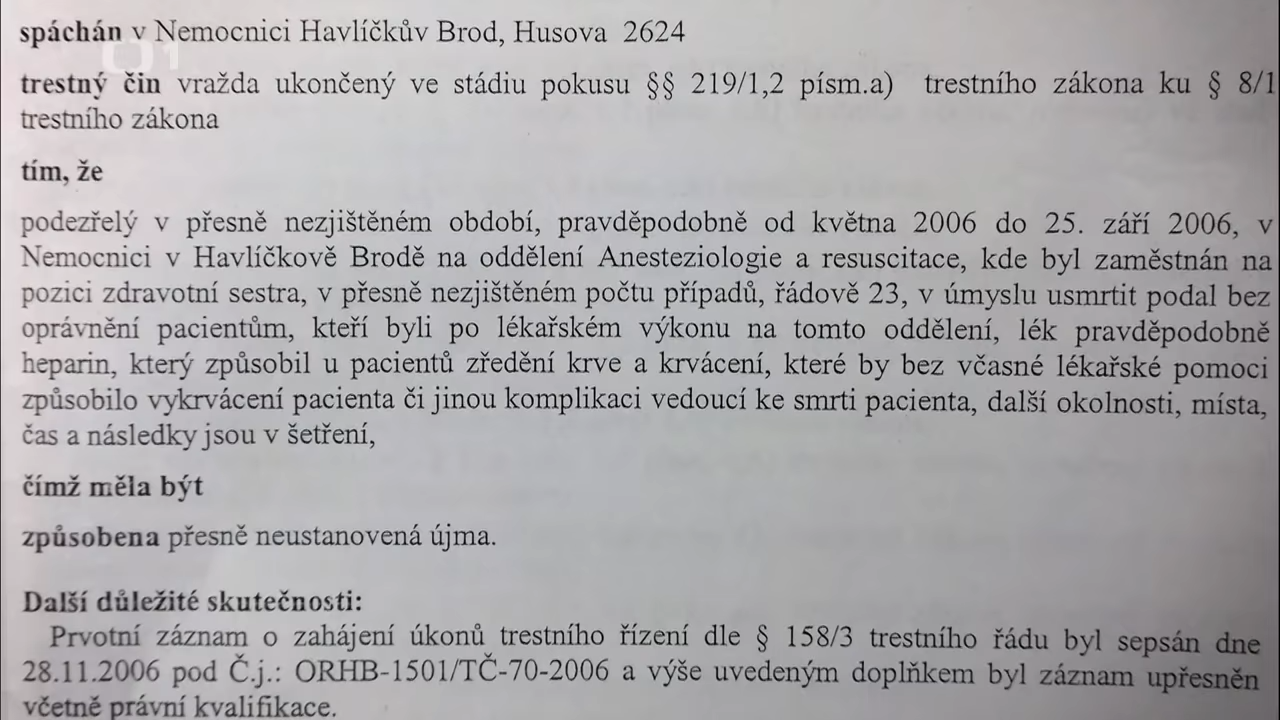 spáchán v Nemocnici Havlíčkův Brod, Husova 2624
trestný čin vražda ukončený ve stádiu pokusu §§ 219/1,2 písm.a) trestního zákona ku § 8/1
trestního zákona
tím, že
podezřelý v přesně nezjištěném období, pravděpodobně od května 2006 do 25. září 2006, v
Nemocnici v Havlíčkově Brodě na oddělení Anesteziologie a resuscitace, kde byl zaměstnán na
pozici zdravotní sestra, v přesně nezjištěném počtu případů, řádově 23, v úmyslu usmrtit podal bez
oprávnění pacientům, kteří byli po lékařském výkonu na tomto oddělení, lék pravděpodobně
heparin, který způsobil u pacientů zředění krve a krvácení, které by bez včasné lékařské pomoci
způsobilo vykrvácení pacienta či jinou komplikaci vedoucí ke smrti pacienta, další okolnosti, místa,
čas a následky jsou v šetření,
čímž měla být
způsobena přesně neustanovená újma.
Další důležité skutečnosti:
Prvotní záznam o zahájení úkonů trestního řízení dle § 158/3 trestního řádu byl sepsán dne
28.11.2006 pod Č.j.: ORHB-1501/TČ-70-2006 a výše uvedeným doplňkem byl záznam upřesněn
včetně právní kvalifikace.